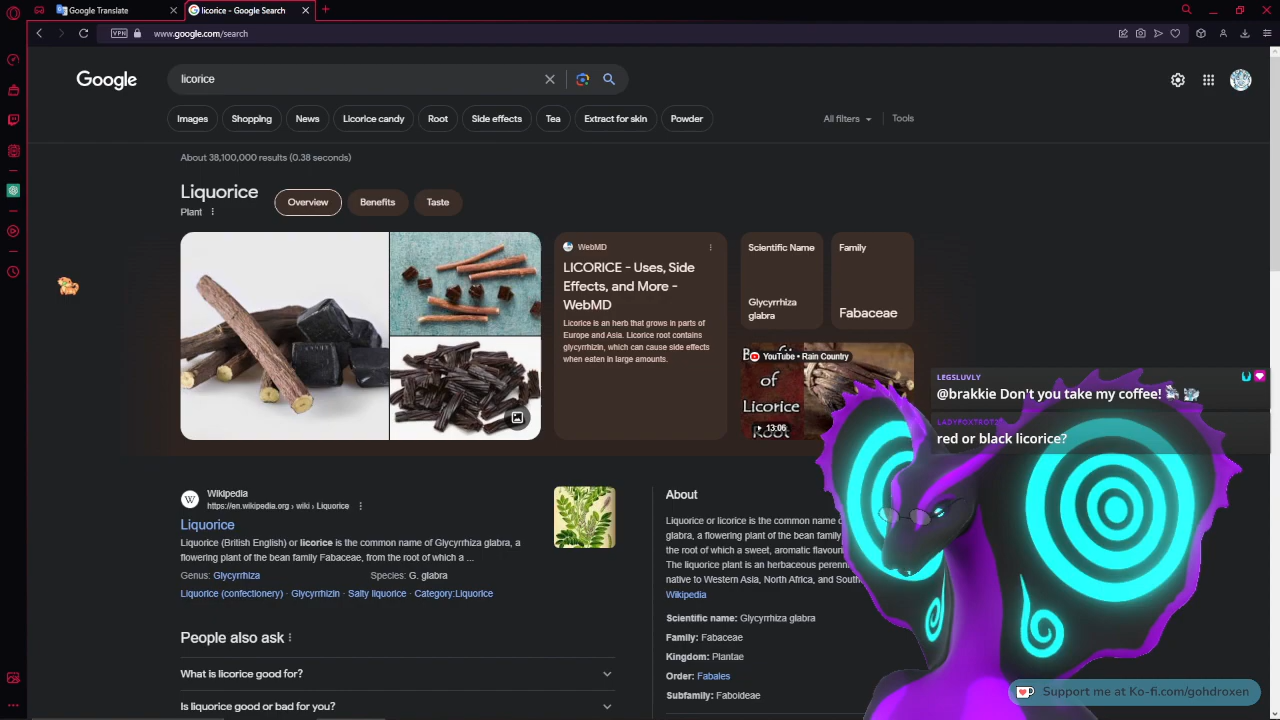 Google Translate
licorice - Google Search
VPN
www.google.com/search
Google
licorice
Images
Shopping
News
Licorice candy
Root
Side effects
Tea
Extract for skin
Powder
All filters
Tools
About 38,100,000 results (0.38 seconds)
Liquorice
Plant
Overview
Benefits
Taste
WebMD
LICORICE - Uses, Side
Effects, and More -
WebMD
Licorice is an herb that grows in parts of
Europe and Asia. Licorice root contains
glycyrrhizin, which can cause side effects
when eaten in large amounts.
Scientific Name
Glycyrrhiza
glabra
Family
Fabaceae
YouTube • Rain Country
of
Licorice
Root
13:06
LEGSLUVLY
@brakkie Don't you take my coffee!
red or black licorice?
Wikipedia
https://en.wikipedia.org › wiki › Liquorice
Liquorice
Liquorice (British English) or licorice is the common name of Glycyrrhiza glabra, a
flowering plant of the bean family Fabaceae, from the root of which a ...
Genus: Glycyrrhiza
Species: G. glabra
Liquorice (confectionery) · Glycyrrhizin · Salty liquorice · Category:Liquorice
People also ask
What is licorice good for?
Is liquorice good or bad for you?
About
Liquorice or licorice is the common name
glabra, a flowering plant of the bean family
the root of which a sweet, aromatic
The liquorice plant is an herbaceous
native to Western Asia, North Africa, and
Wikipedia
Scientific name: Glycyrrhiza glabra
Family: Fabaceae
Kingdom: Plantae
Order: Fabales
Subfamily: Faboideae
Support me at Ko-fi.com/gohdroxen